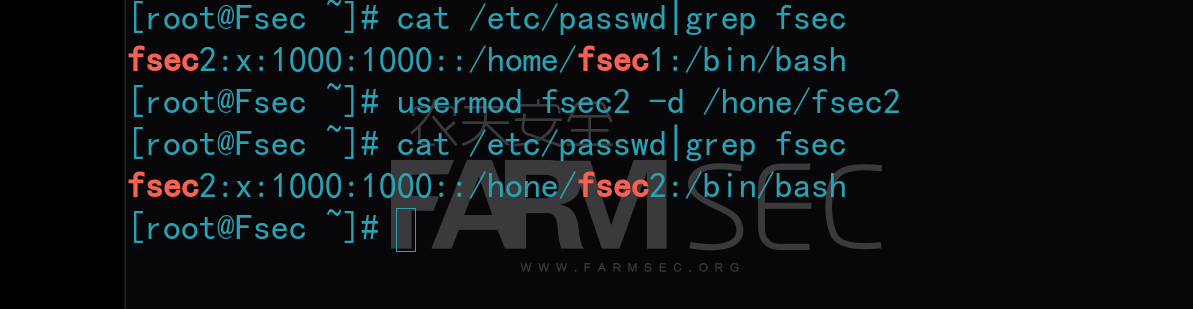 [root@Fsec ~]# cat /etc/passwd|grep fsec
fsec2:x:1000:1000::/home/fsec1:/bin/bash
[root@Fsec ~]# usermod fsec2 -d /hone/fsec2
农夫安全
[root@Fsec ~]# cat /etc/passwd|grep fsec
fsec2:x:1000:1000::/hone/fsec2:/bin/bash
FARMSEC
[root@Fsec ~]#
WWW.FARMSEC.ORG